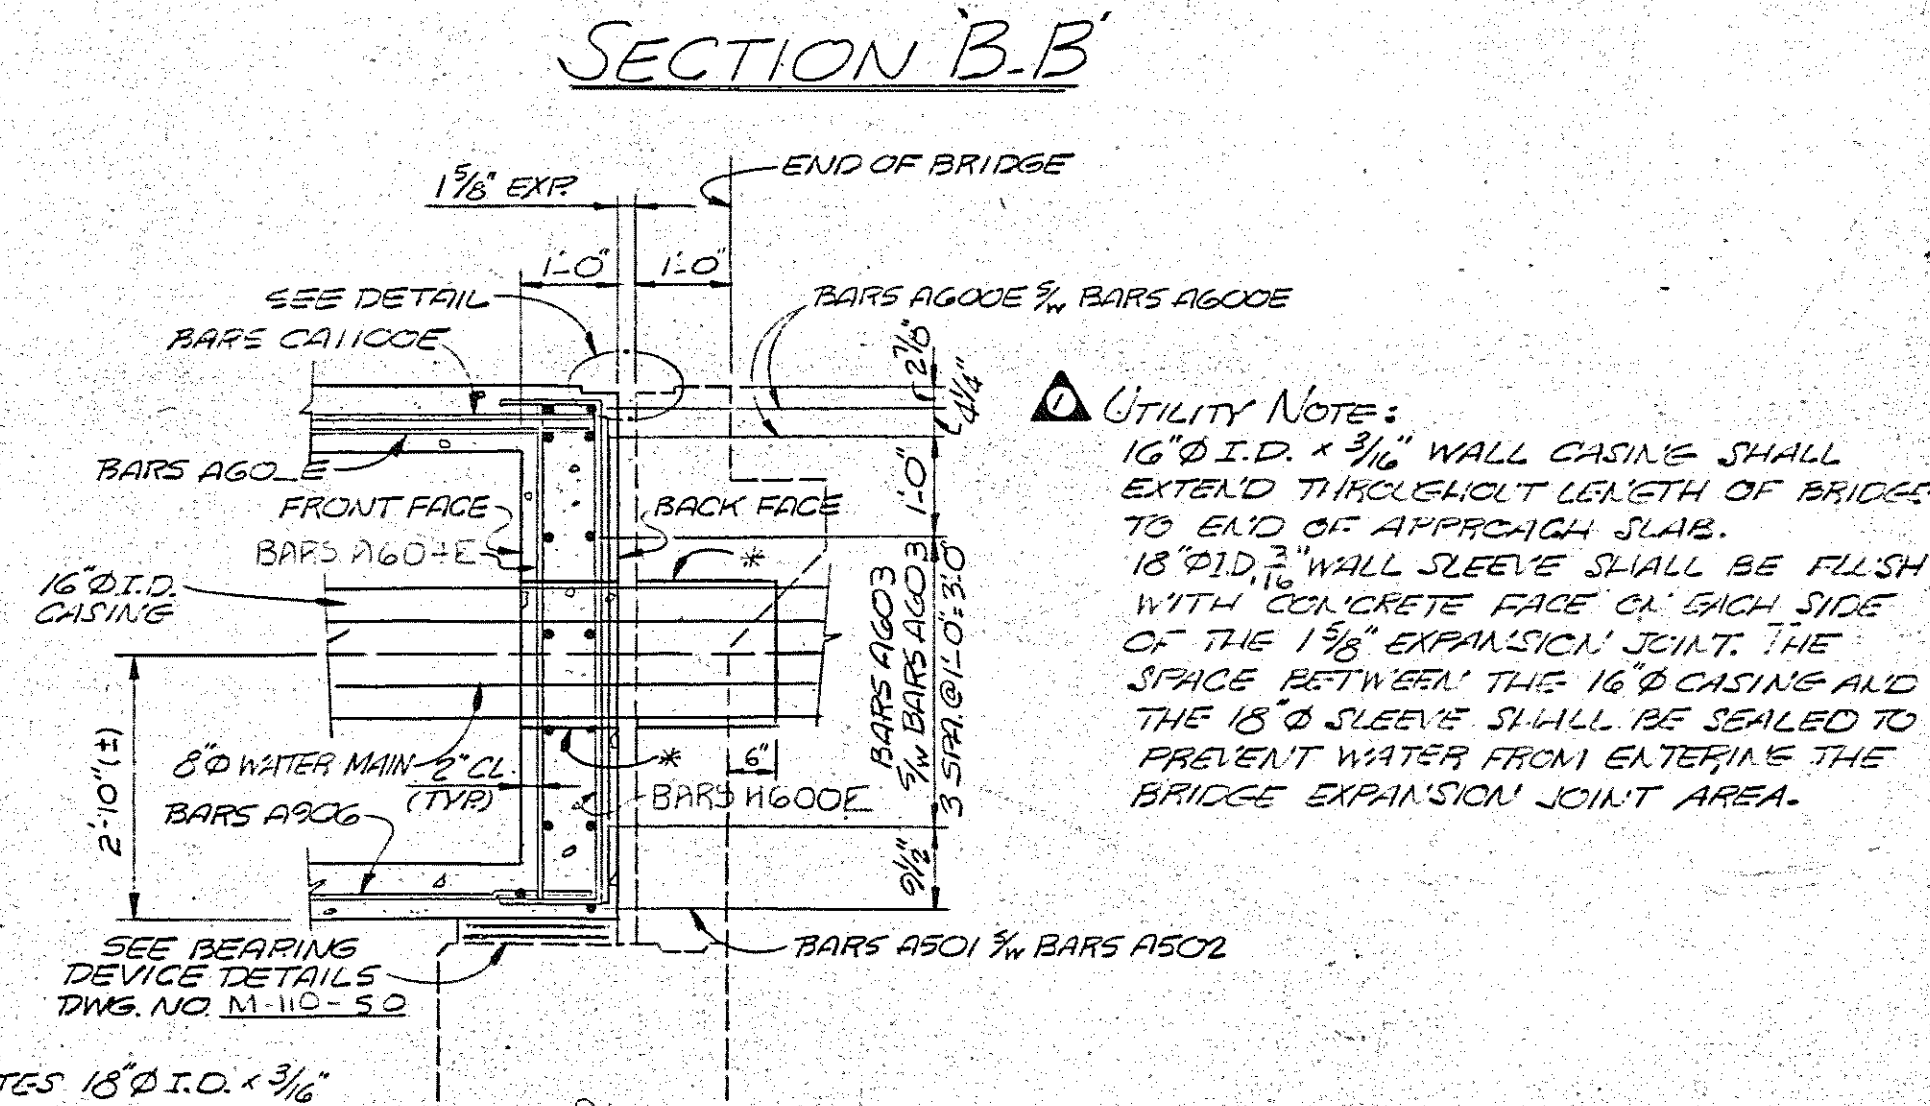 SECTION 'B-B'
END OF BRIDGE
1 5/8" EXP.
1'-0" 1'-0"
SEE DETAIL
BARS A600E S/W BARS A600E
BARS CA1100E
2 7/8"
4 1/4"
BARS A60_E
FRONT FACE
BACK FACE
1'-0"
*
16"Ø I.D.
CASING
BARS A603
S/W BARS A603
3 SPA.@1'-0"=3'-0"
2'-10"(±)
8"Ø WATER MAIN
2" CL.
(TYP.)
*
6"
BARS A906
9 1/2"
BARS A501 S/W BARS A502
SEE BEARING
DEVICE DETAILS
DWG. NO. M-110-50
18"Ø I.D. x 3/16"
1 UTILITY NOTE:
16"Ø I.D. x 3/16" WALL CASING SHALL
EXTEND THROUGHOUT LENGTH OF BRIDGE
TO END OF APPROACH SLAB.
18"Ø I.D. 3/16" WALL SLEEVE SHALL BE FLUSH
WITH CONCRETE FACE ON EACH SIDE
OF THE 1 5/8" EXPANSION JOINT. THE
SPACE BETWEEN THE 16"Ø CASING AND
THE 18"Ø SLEEVE SHALL BE SEALED TO
PREVENT WATER FROM ENTERING THE
BRIDGE EXPANSION JOINT AREA.